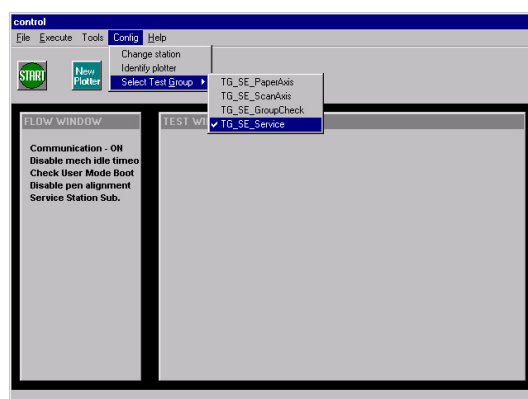 control
File Execute Tools Config Help
Change station
Identify plotter
Select Test Group
START
New
Plotter
TG_SE_PaperAxis
TG_SE_ScanAxis
TG_SE_GroupCheck
TG_SE_Service
FLOW WINDOW
TEST WI
Communication - ON
Disable mech idle timeo
Check User Mode Boot
Disable pen alignment
Service Station Sub.